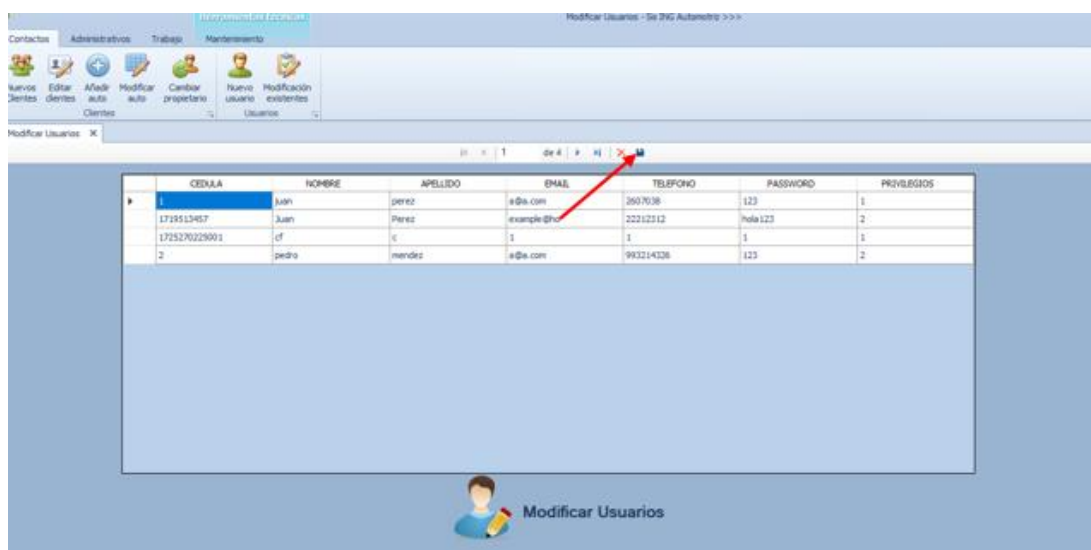 Herramientas Técnicas
Modificar Usuarios - Se ING Automotriz >>>
Contactos Administrativos Trabajo Mantenimiento
Nuevos Clientes
Editar clientes
Añadir auto
Modificar auto
Cambiar propietario
Nuevo usuario
Modificación existentes
Clientes
Usuarios
Modificar Usuarios X
1 de 4
CEDULA NOMBRE APELLIDO EMAIL TELEFONO PASSWORD PRIVILEGIOS
1 juan perez a@a.com 2607038 123 1
1719513457 Juan Perez example@ho 22212312 hola123 2
1725270229001 cf c 1 1 1 1
2 pedro mendez a@a.com 993214326 123 2
Modificar Usuarios